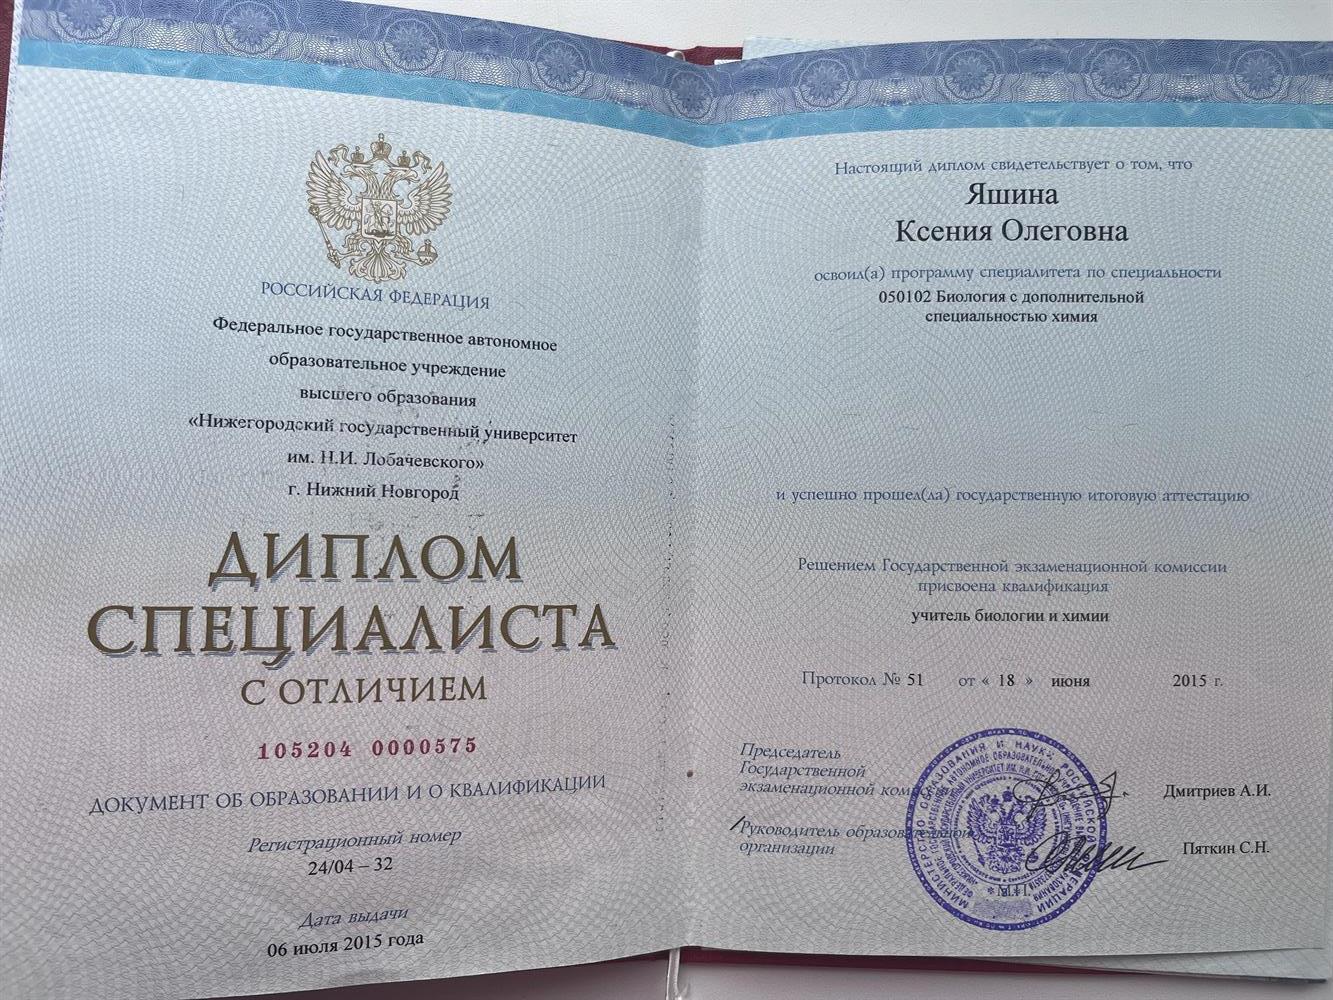 РОССИЙСКАЯ ФЕДЕРАЦИЯ
Федеральное государственное автономное
образовательное учреждение
высшего образования
«Нижегородский государственный университет
им. Н.И. Лобачевского»
г. Нижний Новгород
ДИПЛОМ
СПЕЦИАЛИСТА
С ОТЛИЧИЕМ
105204 0000575
ДОКУМЕНТ ОБ ОБРАЗОВАНИИ И О КВАЛИФИКАЦИИ
Регистрационный номер
24/04 – 32
Дата выдачи
06 июля 2015 года
Настоящий диплом свидетельствует о том, что
Яшина
Ксения Олеговна
освоил(а) программу специалитета по специальности
050102 Биология с дополнительной
специальностью химия
и успешно прошел(ла) государственную итоговую аттестацию
Решением Государственной экзаменационной комиссии
присвоена квалификация
учитель биологии и химии
Протокол № 51 от « 18 » июня 2015 г.
Председатель
Государственной
экзаменационной
Дмитриев А.И.
Руководитель образовательной
организации
Пяткин С.Н.
М.П.